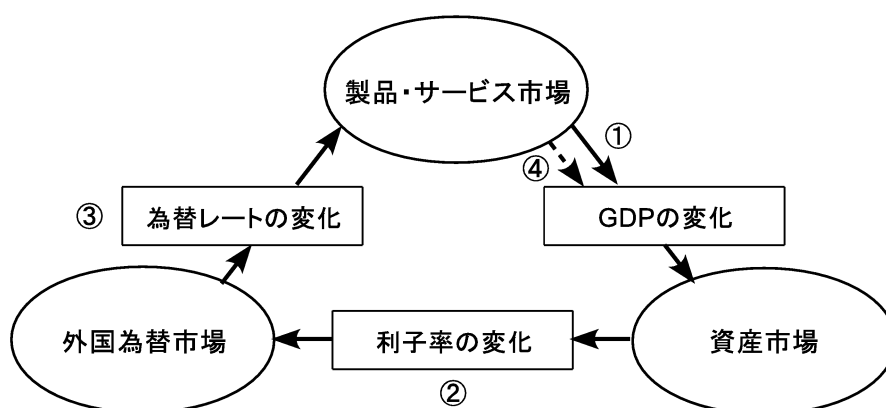 製品・サービス市場
①
④
③
為替レートの変化
GDPの変化
外国為替市場
利子率の変化
資産市場
②